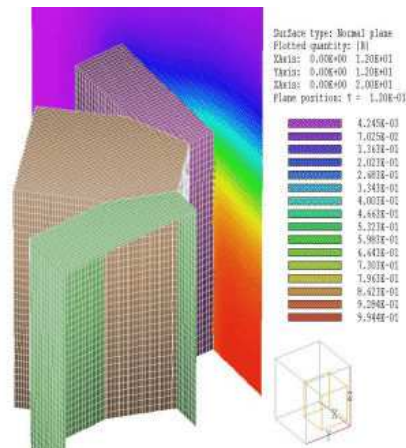 Surface type: Normal plane
Plotted quantity: |B|
XAxis: 0.00E+00 1.20E+01
YAxis: 0.00E+00 1.20E+01
ZAxis: 0.00E+00 2.00E+01
Plane position: Y = 1.20E+01
4.245E-03
7.025E-02
1.363E-01
2.023E-01
2.683E-01
3.343E-01
4.003E-01
4.663E-01
5.323E-01
5.983E-01
6.643E-01
7.303E-01
7.963E-01
8.623E-01
9.284E-01
9.944E-01
Z
X
Y